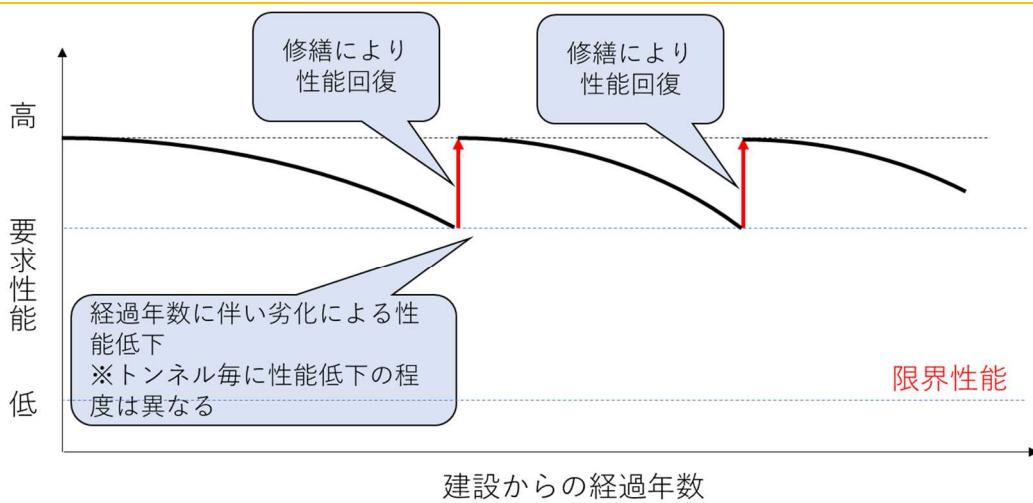 修繕により
性能回復
修繕により
性能回復
高
要求性能
低
経過年数に伴い劣化による性
能低下
※トンネル毎に性能低下の程
度は異なる
限界性能
建設からの経過年数